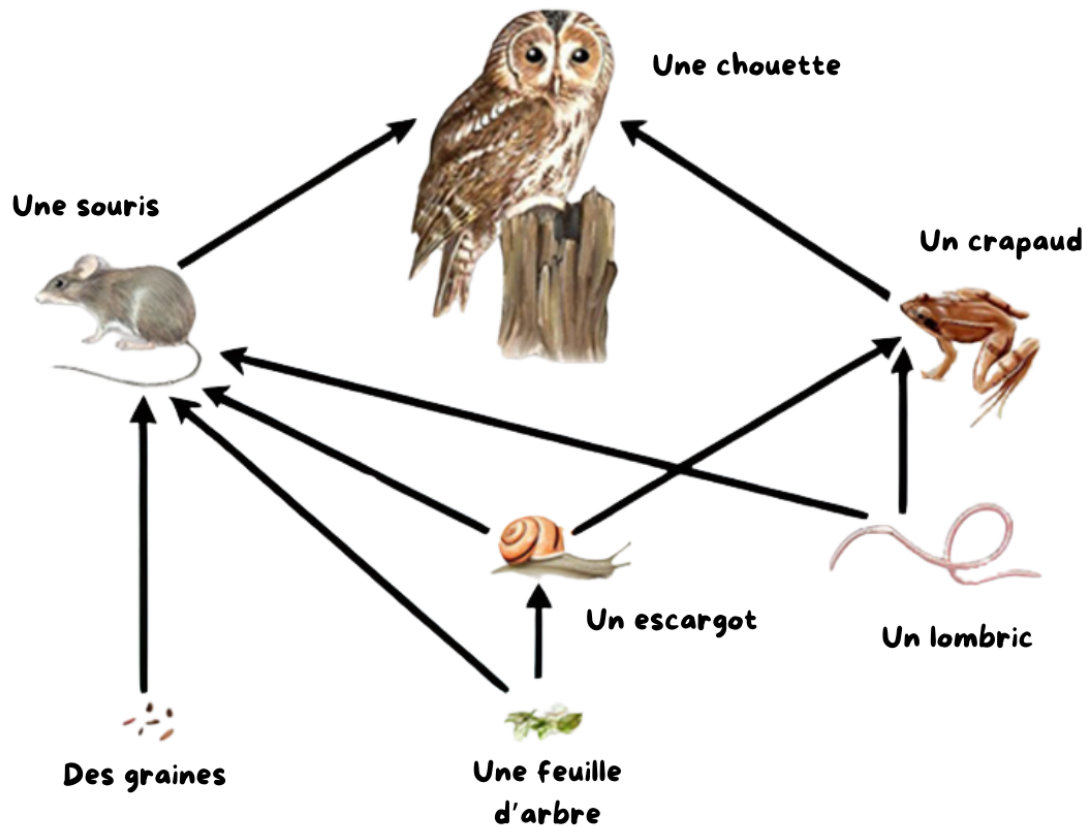 Une chouette
Une souris
Un crapaud
Un escargot
Un lombric
Des graines
Une feuille
d'arbre